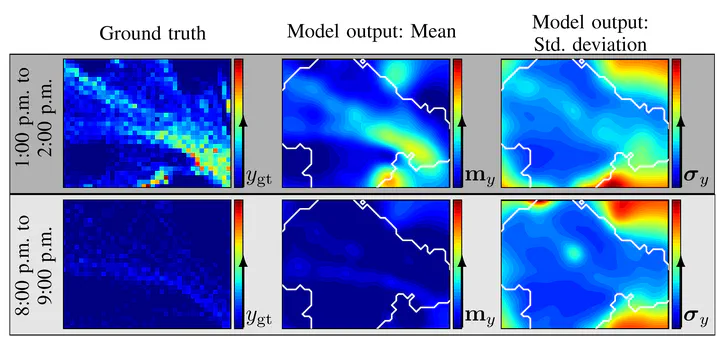 Ground truth
Model output: Mean
Model output:
Std. deviation
1:00 p.m. to
2:00 p.m.
y_gt
m_y
σ_y
8:00 p.m. to
9:00 p.m.
y_gt
m_y
σ_y